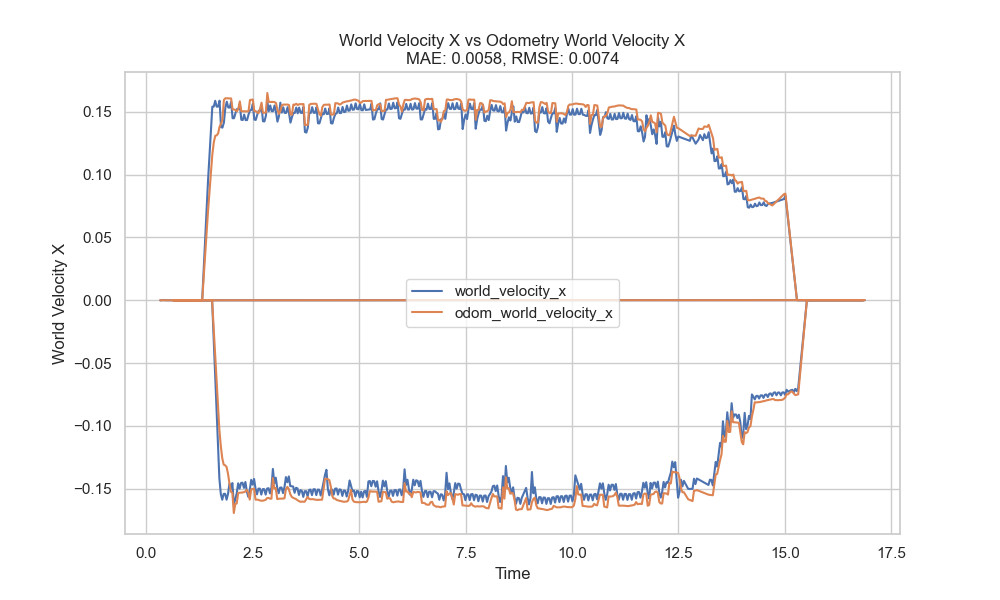 World Velocity X vs Odometry World Velocity X
MAE: 0.0058, RMSE: 0.0074
World Velocity X
0.15
0.10
0.05
0.00
−0.05
−0.10
−0.15
world_velocity_x
odom_world_velocity_x
0.0 2.5 5.0 7.5 10.0 12.5 15.0 17.5
Time